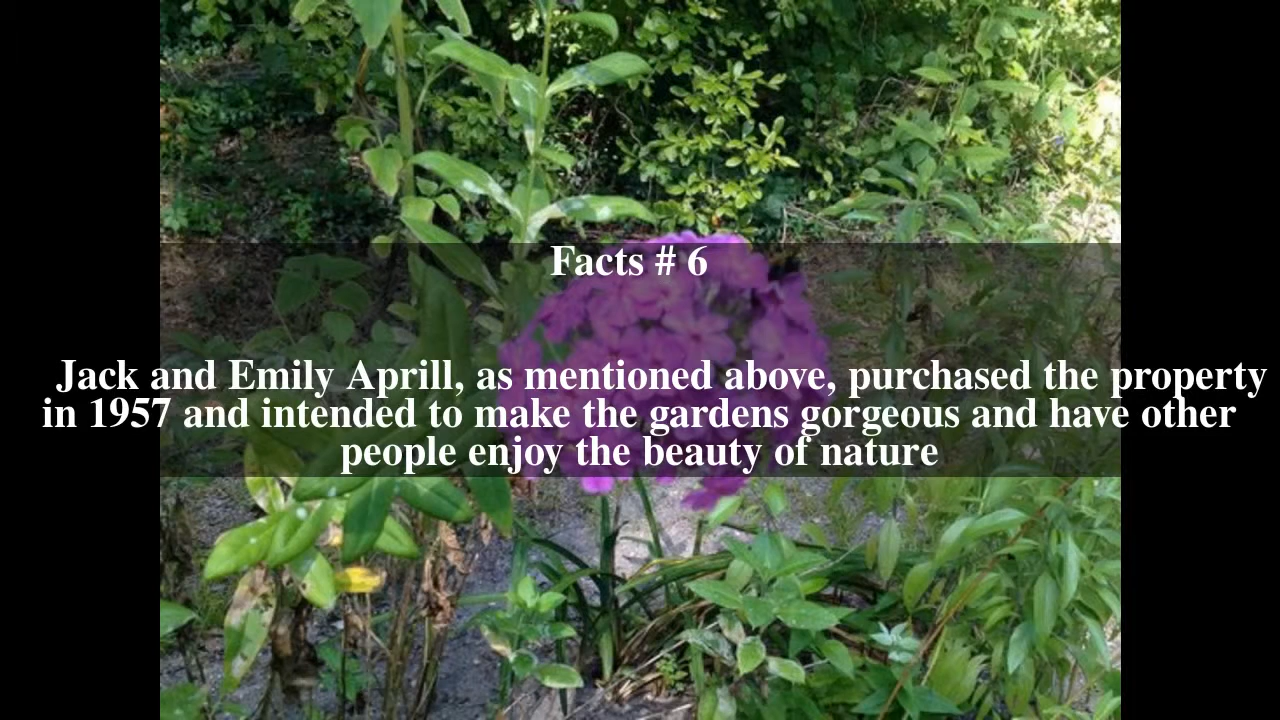 Facts # 6
Jack and Emily Aprill, as mentioned above, purchased the property
in 1957 and intended to make the gardens gorgeous and have other
people enjoy the beauty of nature